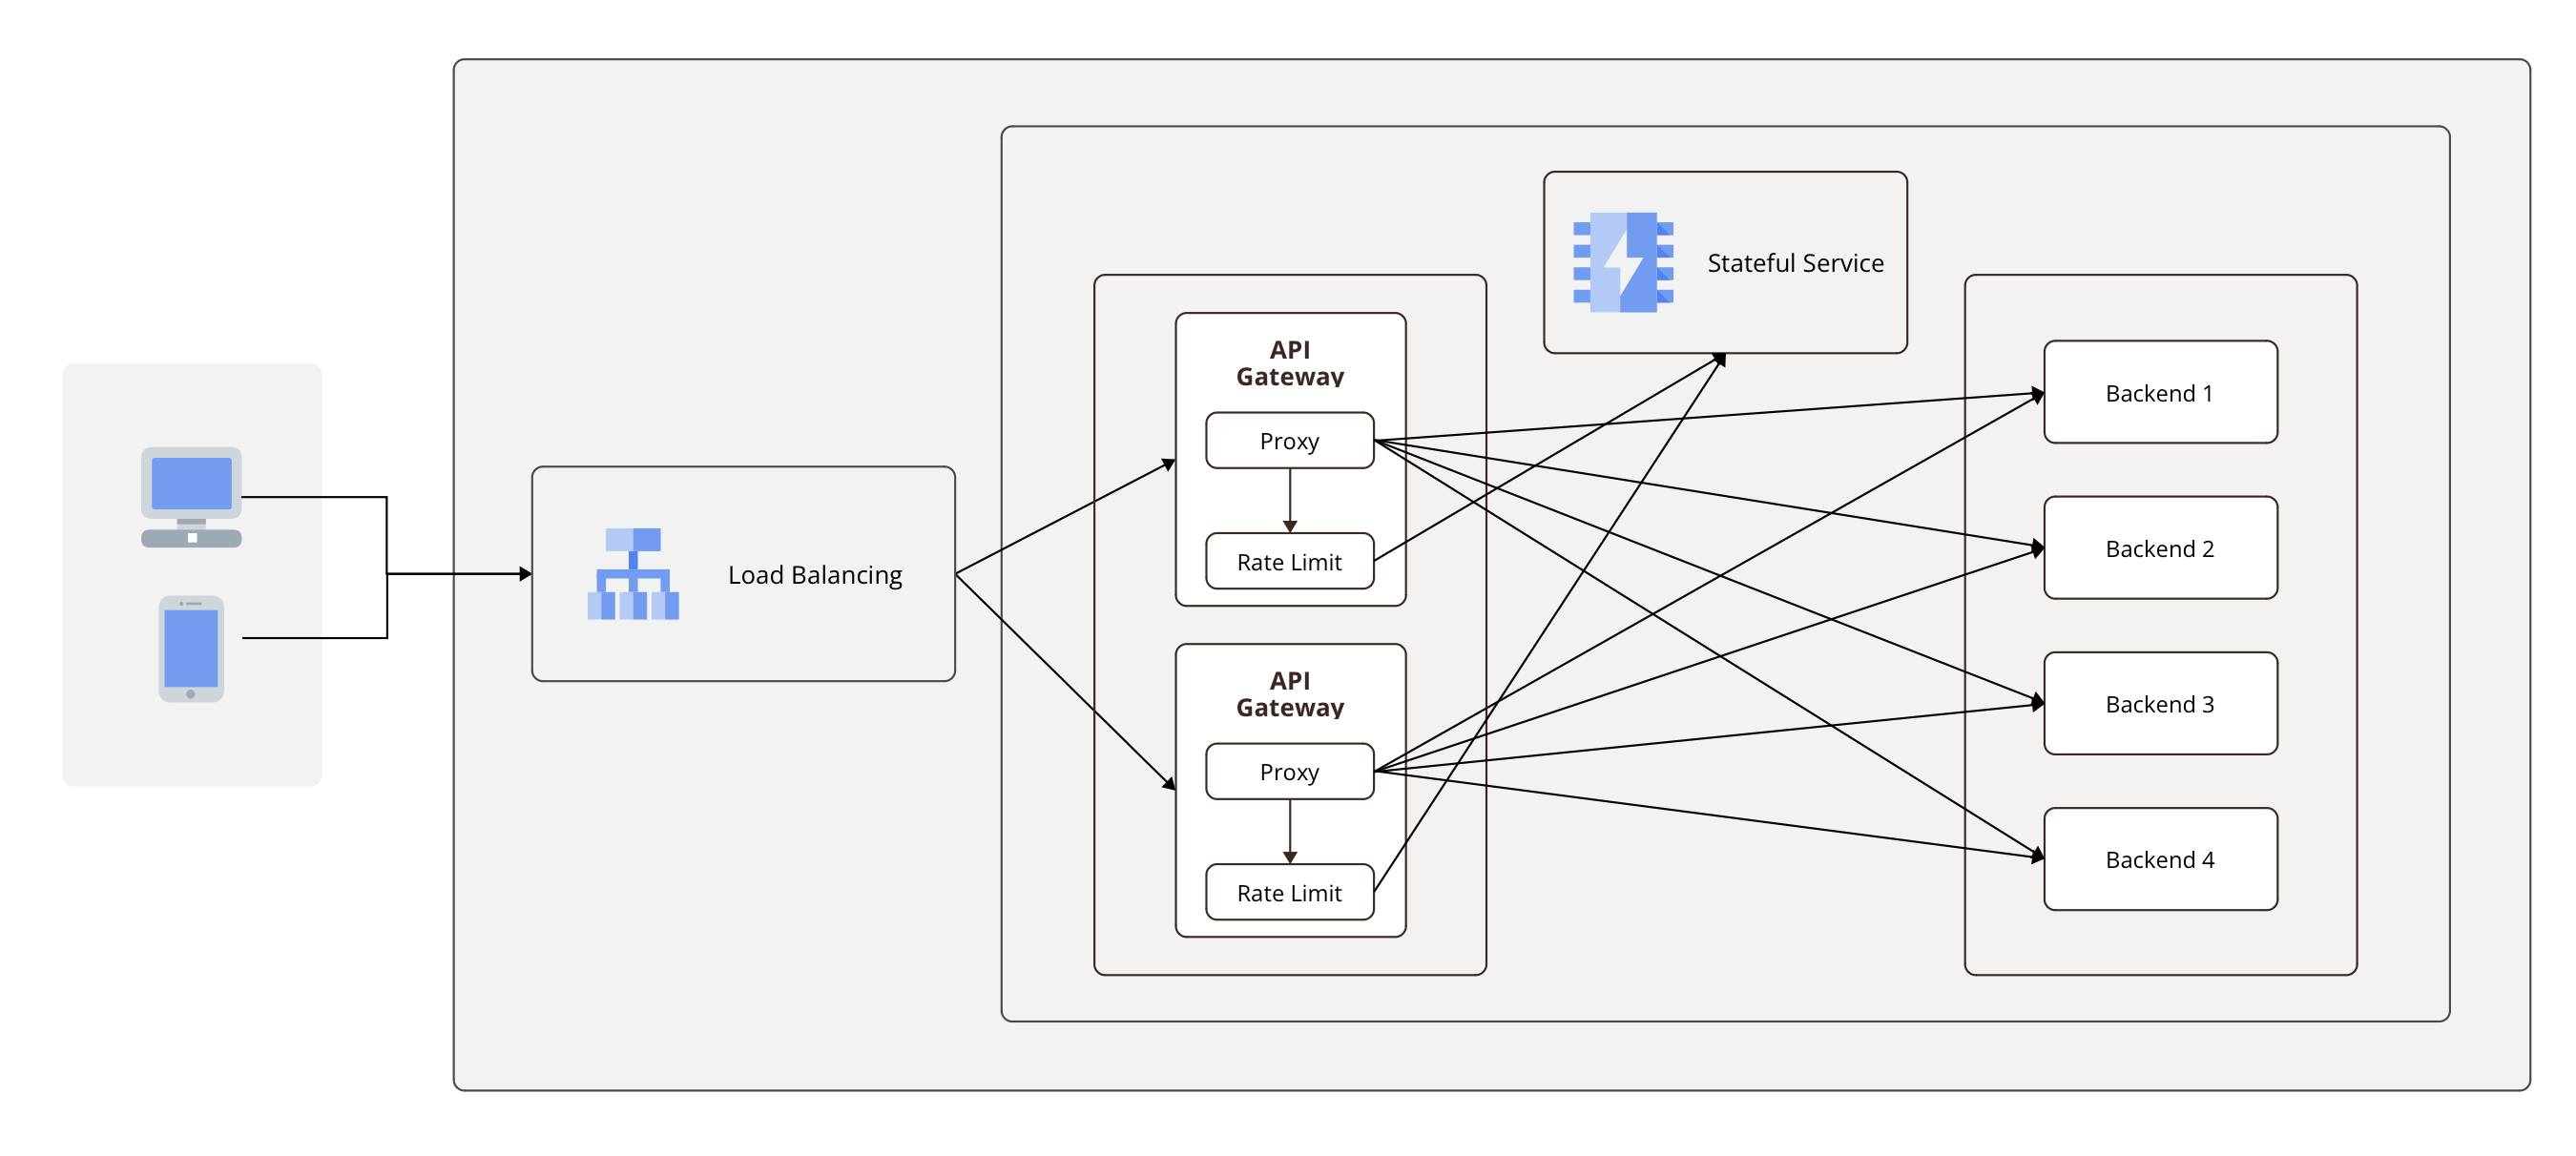 Load Balancing
API
Gateway
Proxy
Rate Limit
API
Gateway
Proxy
Rate Limit
Stateful Service
Backend 1
Backend 2
Backend 3
Backend 4